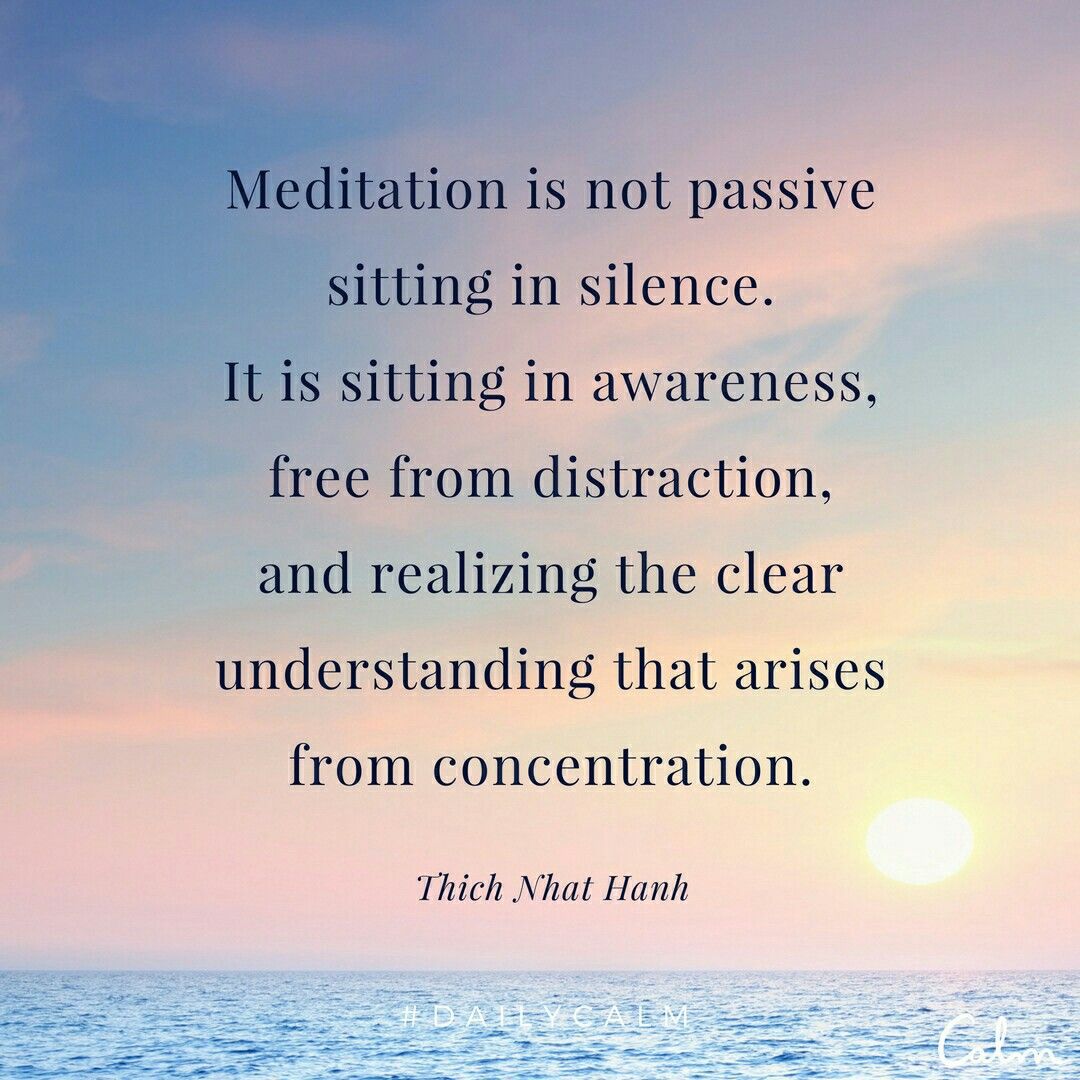 Meditation is not passive
sitting in silence.
It is sitting in awareness,
free from distraction,
and realizing the clear
understanding that arises
from concentration.
Thich Nhat Hanh
#DAILYCALM
Calm